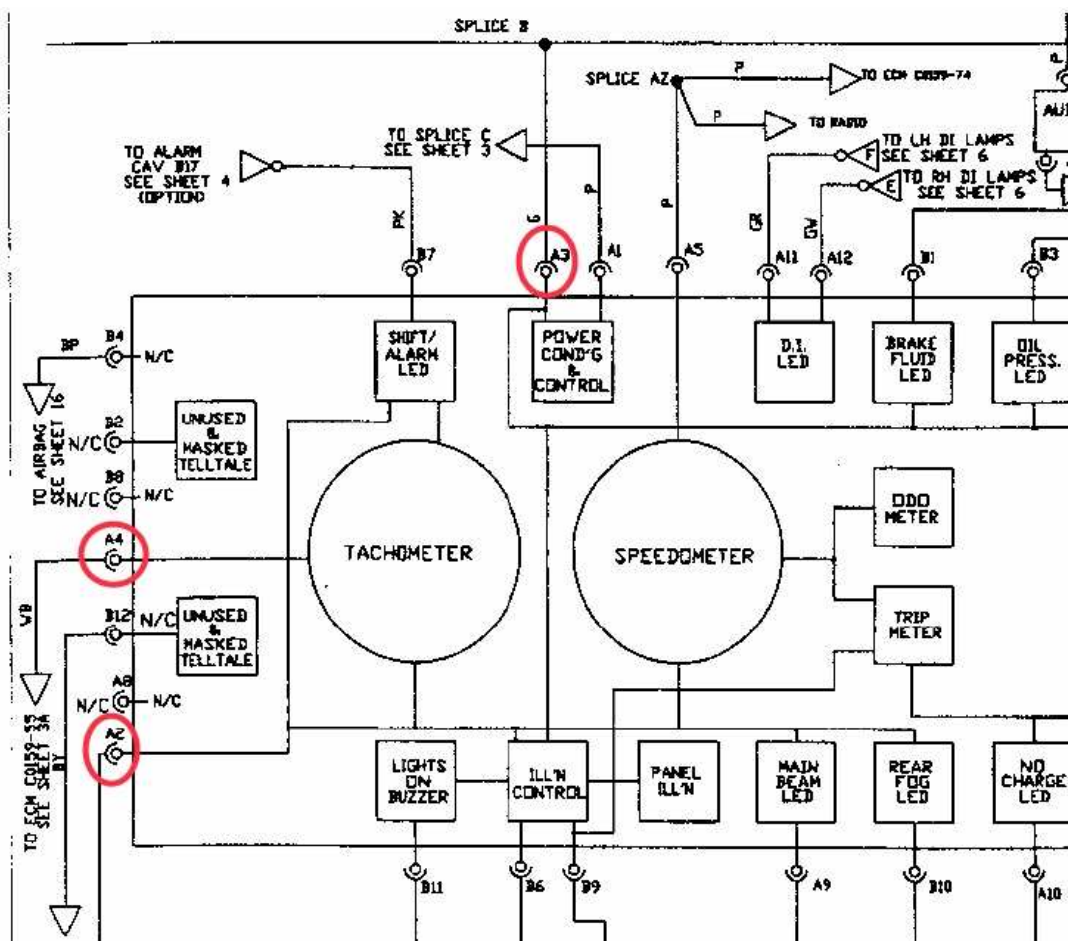 SPLICE B
SPLICE AZ
P
TO ECM C0159-74
P
TO RADIO
TO SPLICE C
SEE SHEET 3
TO ALARM
CAV B17
SEE SHEET 4
(OPTION)
TO LH DI LAMPS
SEE SHEET 6
F
TO RH DI LAMPS
SEE SHEET 6
E
PK
G
P
P
GR
GW
B7
A3
A1
A5
A11
A12
B1
B3
SHIFT/
ALARM
LED
POWER
COND'G
&
CONTROL
D.I.
LED
BRAKE
FLUID
LED
OIL
PRESS.
LED
BP
B4
N/C
TO AIRBAG
SEE SHEET 16
B2
N/C
UNUSED
&
MASKED
TELLTALE
B8
N/C
N/C
A4
WB
TACHOMETER
SPEEDOMETER
ODO
METER
TRIP
METER
B12
N/C
UNUSED
&
MASKED
TELLTALE
A8
N/C
N/C
A2
TO ECM C0159-55
SEE SHEET 3A
BY
LIGHTS
ON
BUZZER
ILL'N
CONTROL
PANEL
ILL'N
MAIN
BEAM
LED
REAR
FOG
LED
NO
CHARGE
LED
B11
B6
B9
A9
B10
A10